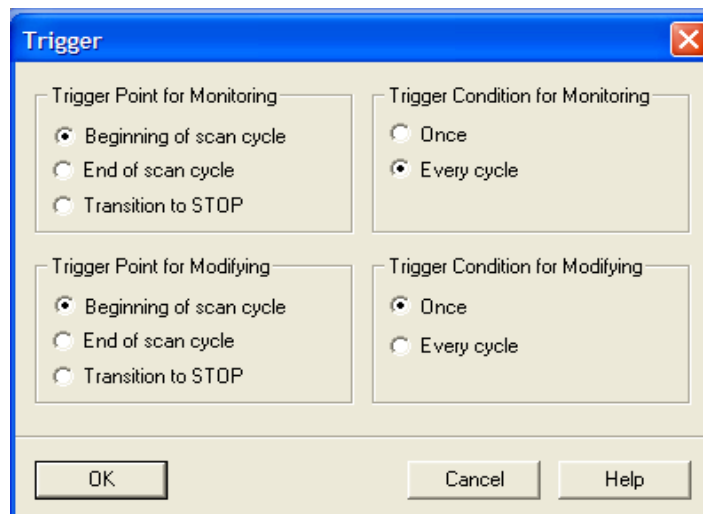 Trigger
Trigger Point for Monitoring
Beginning of scan cycle
End of scan cycle
Transition to STOP
Trigger Condition for Monitoring
Once
Every cycle
Trigger Point for Modifying
Beginning of scan cycle
End of scan cycle
Transition to STOP
Trigger Condition for Modifying
Once
Every cycle
OK
Cancel
Help